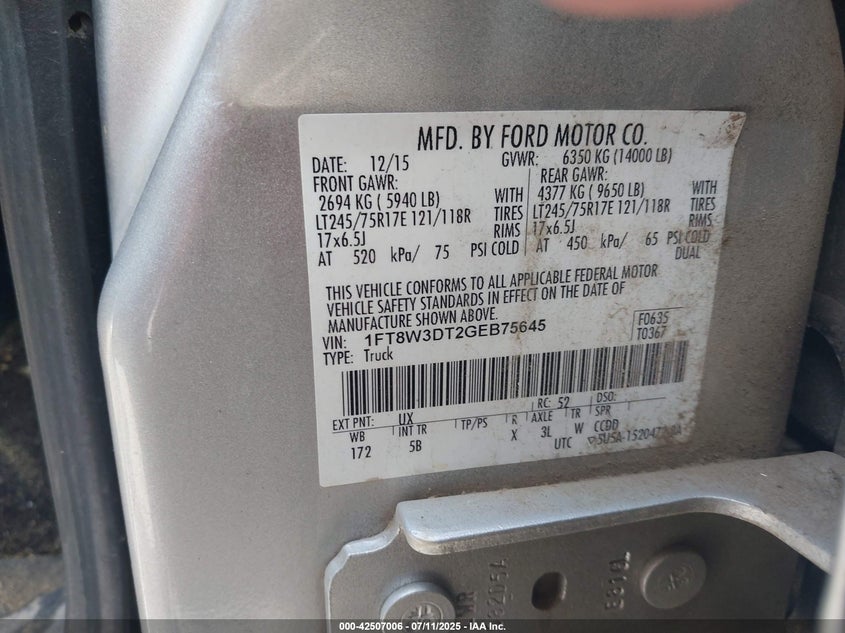 MFD. BY FORD MOTOR CO.
DATE: 12/15 GVWR: 6350 KG (14000 LB)
FRONT GAWR: REAR GAWR:
2694 KG ( 5940 LB) WITH 4377 KG ( 9650 LB) WITH
LT245/75R17E 121/118R TIRES LT245/75R17E 121/118R TIRES
17x6.5J RIMS 17x6.5J RIMS
AT 520 kPa/ 75 PSI COLD AT 450 kPa/ 65 PSI COLD
DUAL
THIS VEHICLE CONFORMS TO ALL APPLICABLE FEDERAL MOTOR
VEHICLE SAFETY STANDARDS IN EFFECT ON THE DATE OF
MANUFACTURE SHOWN ABOVE.
VIN: 1FT8W3DT2GEB75645 F0635
TYPE: Truck T0367
EXT PNT: UX RC: 52 DSO:
WB INT TR TP/PS R AXLE TR SPR
172 5B X 3L W CCDD
UTC
000-42507006 - 07/11/2025 - IAA Inc.